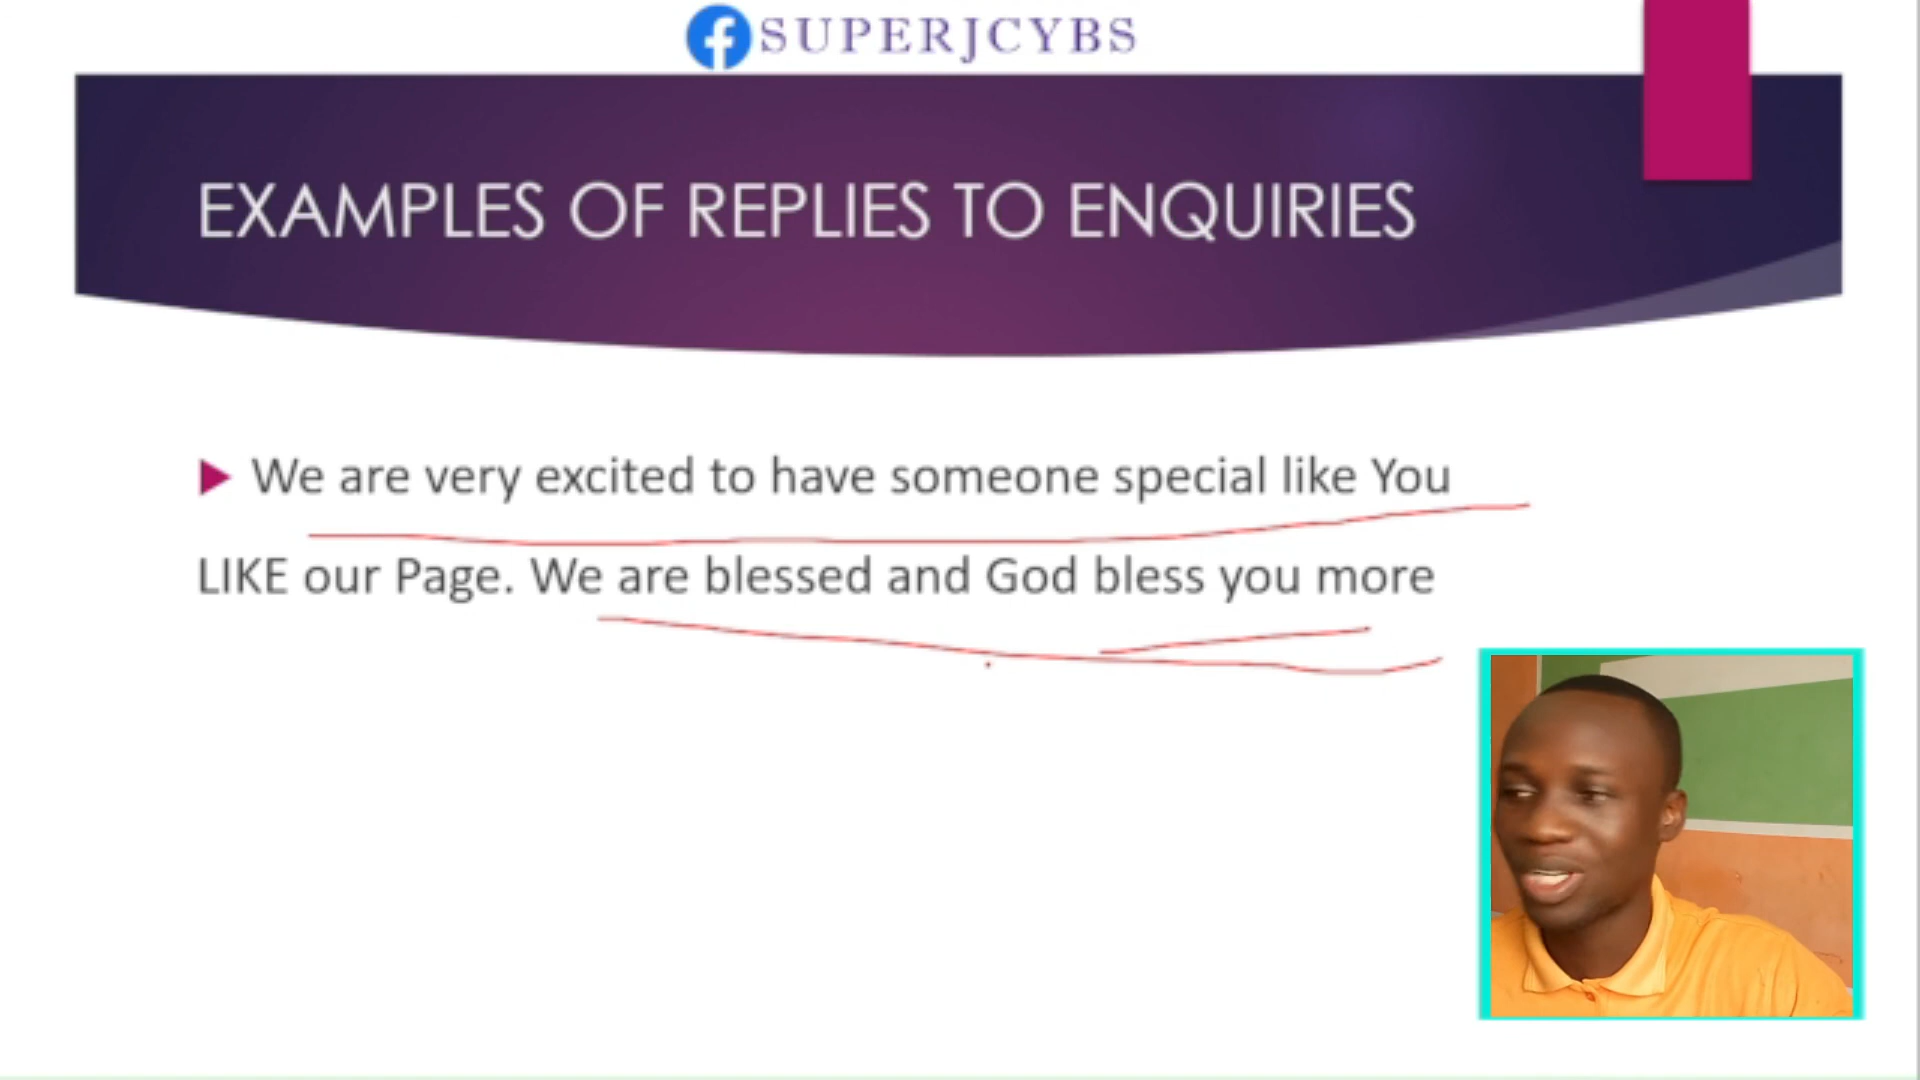 SUPERJCYBS
EXAMPLES OF REPLIES TO ENQUIRIES
We are very excited to have someone special like You
LIKE our Page. We are blessed and God bless you more